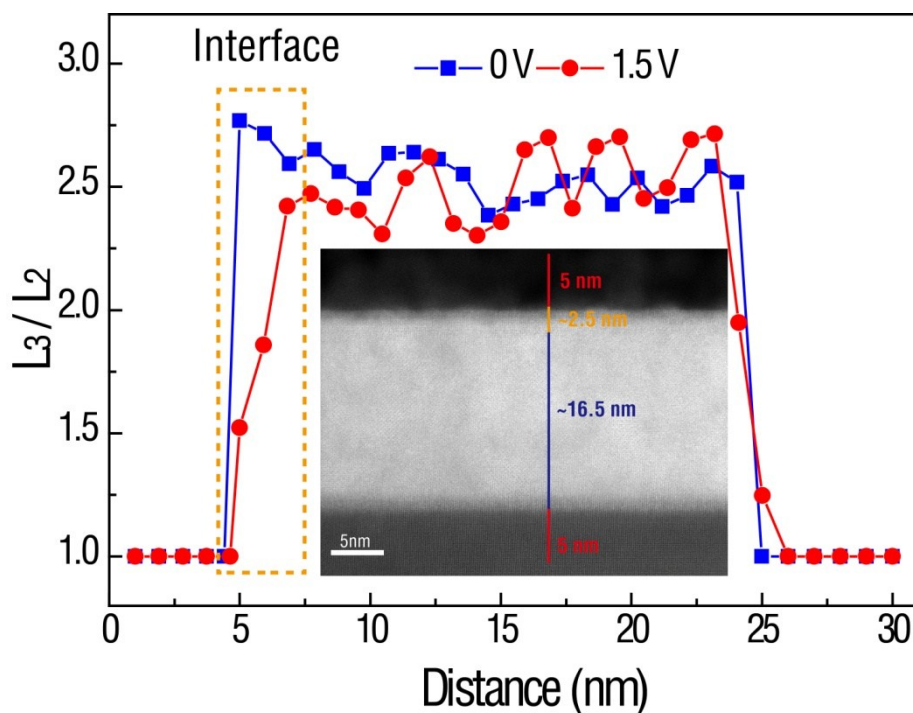 Interface
0 V
1.5 V
3.0
2.5
2.0
1.5
1.0
L3 / L2
5 nm
~2.5 nm
~16.5 nm
5 nm
5nm
0
5
10
15
20
25
30
Distance (nm)